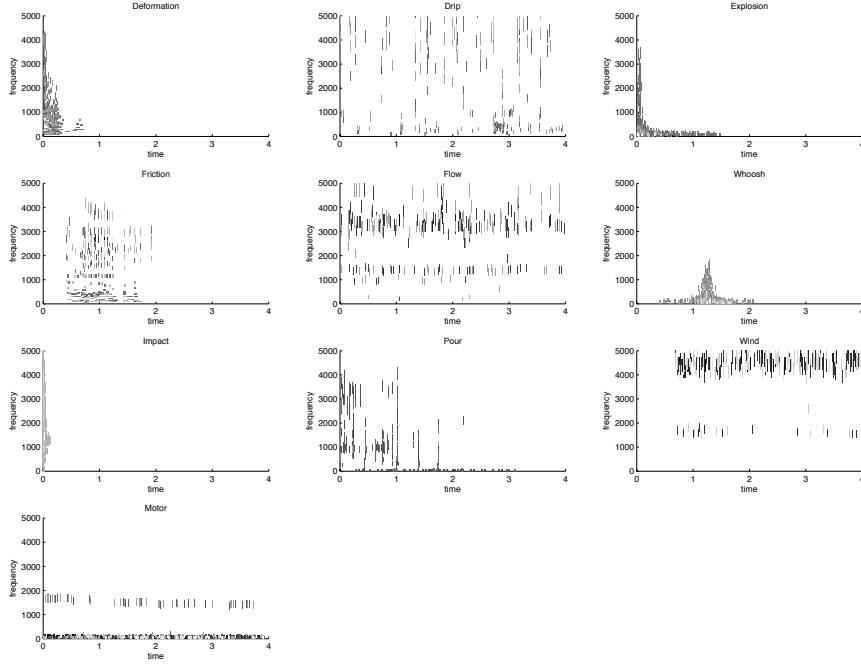 Deformation
5000
4000
3000
2000
1000
0
frequency
0 1 2 3 4
time
Drip
5000
4000
3000
2000
1000
0
frequency
0 1 2 3 4
time
Explosion
5000
4000
3000
2000
1000
0
frequency
0 1 2 3 4
time
Friction
5000
4000
3000
2000
1000
0
frequency
0 1 2 3 4
time
Flow
5000
4000
3000
2000
1000
0
frequency
0 1 2 3 4
time
Whoosh
5000
4000
3000
2000
1000
0
frequency
0 1 2 3 4
time
Impact
5000
4000
3000
2000
1000
0
frequency
0 1 2 3 4
time
Pour
5000
4000
3000
2000
1000
0
frequency
0 1 2 3 4
time
Wind
5000
4000
3000
2000
1000
0
frequency
0 1 2 3 4
time
Motor
5000
4000
3000
2000
1000
0
frequency
0 1 2 3 4
time